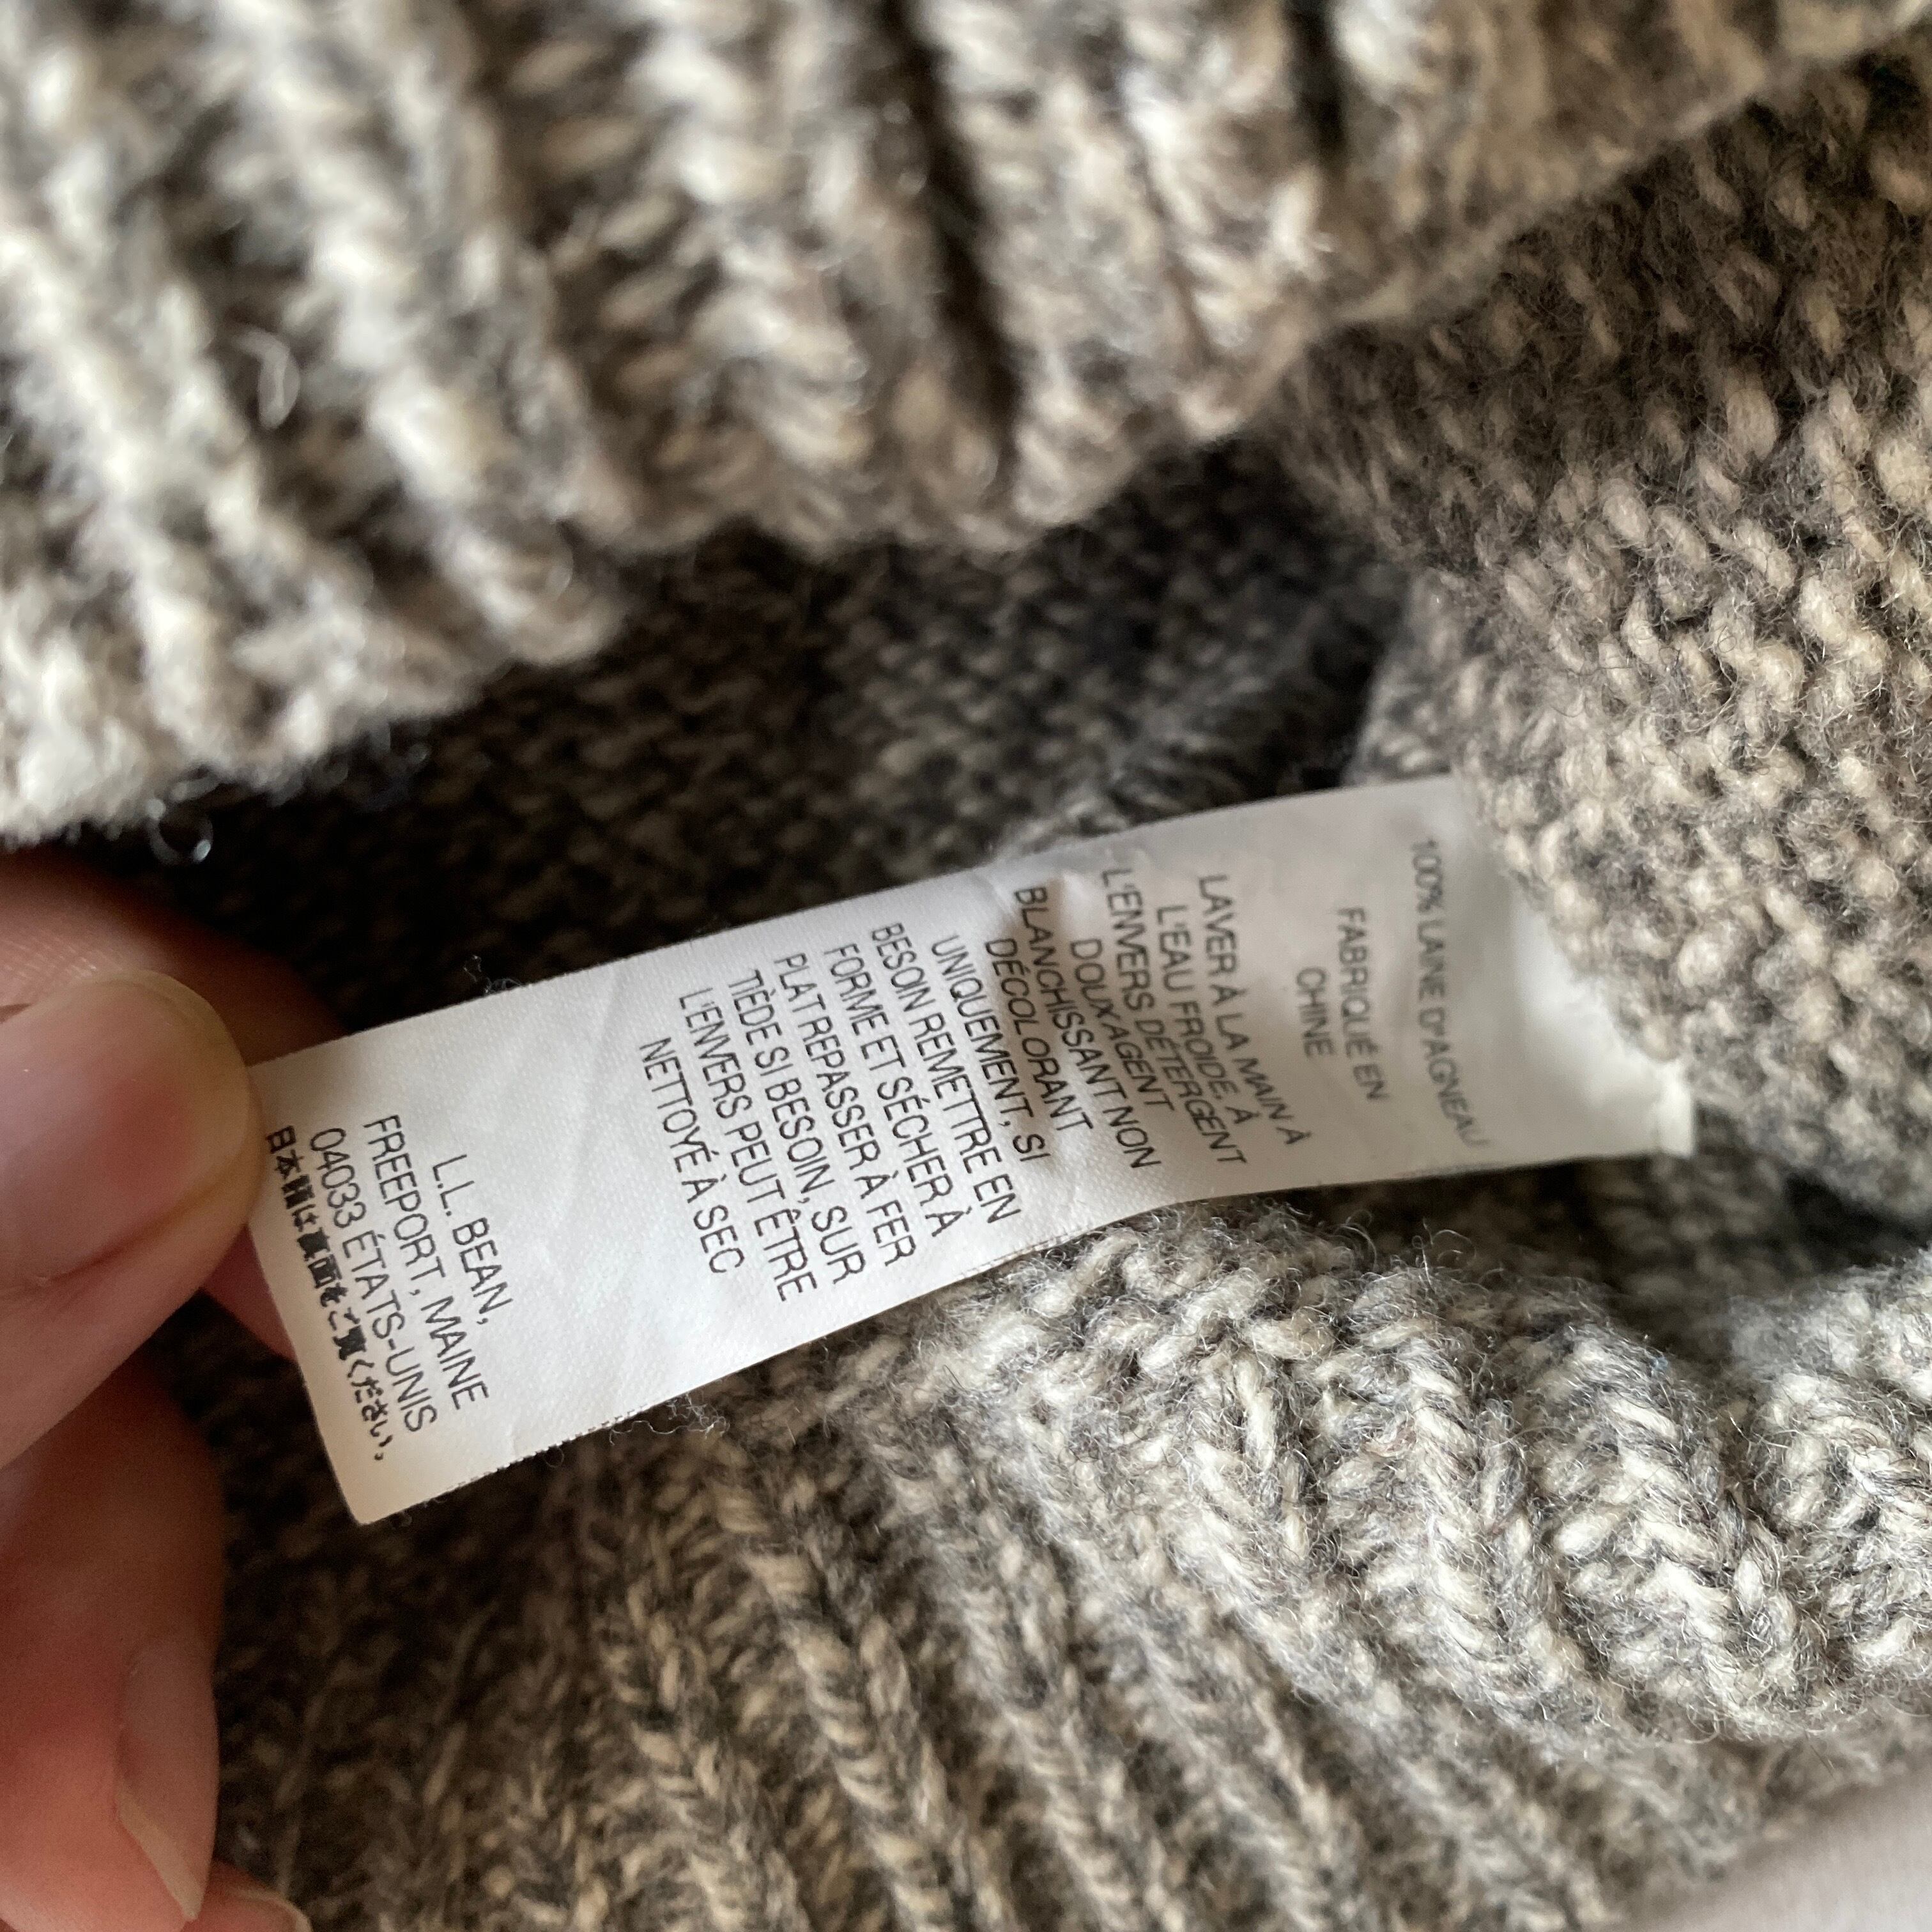 100% LAINE D'AGNEAU
FABRIQUÉ EN
CHINE
LAVER À LA MAIN À
L'EAU FROIDE. À
L'ENVERS DÉTERGENT
DOUX AGENT
BLANCHISSANT NON
DÉCOLORANT
UNIQUEMENT, SI
BESON REMETTRE EN
FORME ET SÉCHER À
PLAT REPASSER À FER
TIÈDE SI BESOIN, SUR
L'ENVERS PEUT ÊTRE
NETTOYÉ À SEC
L.L. BEAN,
FREEPORT, MAINE
04033 ÉTATS-UNIS
日本語は裏面をご覧ください。